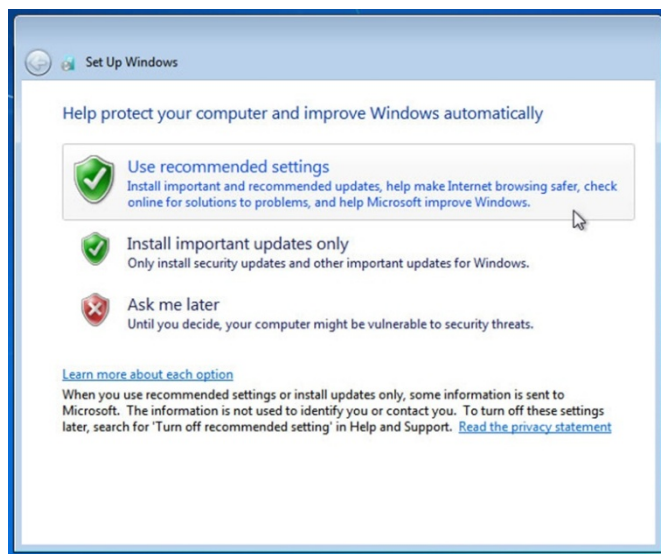 Set Up Windows
Help protect your computer and improve Windows automatically
Use recommended settings
Install important and recommended updates, help make Internet browsing safer, check
online for solutions to problems, and help Microsoft improve Windows.
Install important updates only
Only install security updates and other important updates for Windows.
Ask me later
Until you decide, your computer might be vulnerable to security threats.
Learn more about each option
When you use recommended settings or install updates only, some information is sent to
Microsoft. The information is not used to identify you or contact you. To turn off these settings
later, search for 'Turn off recommended setting' in Help and Support. Read the privacy statement